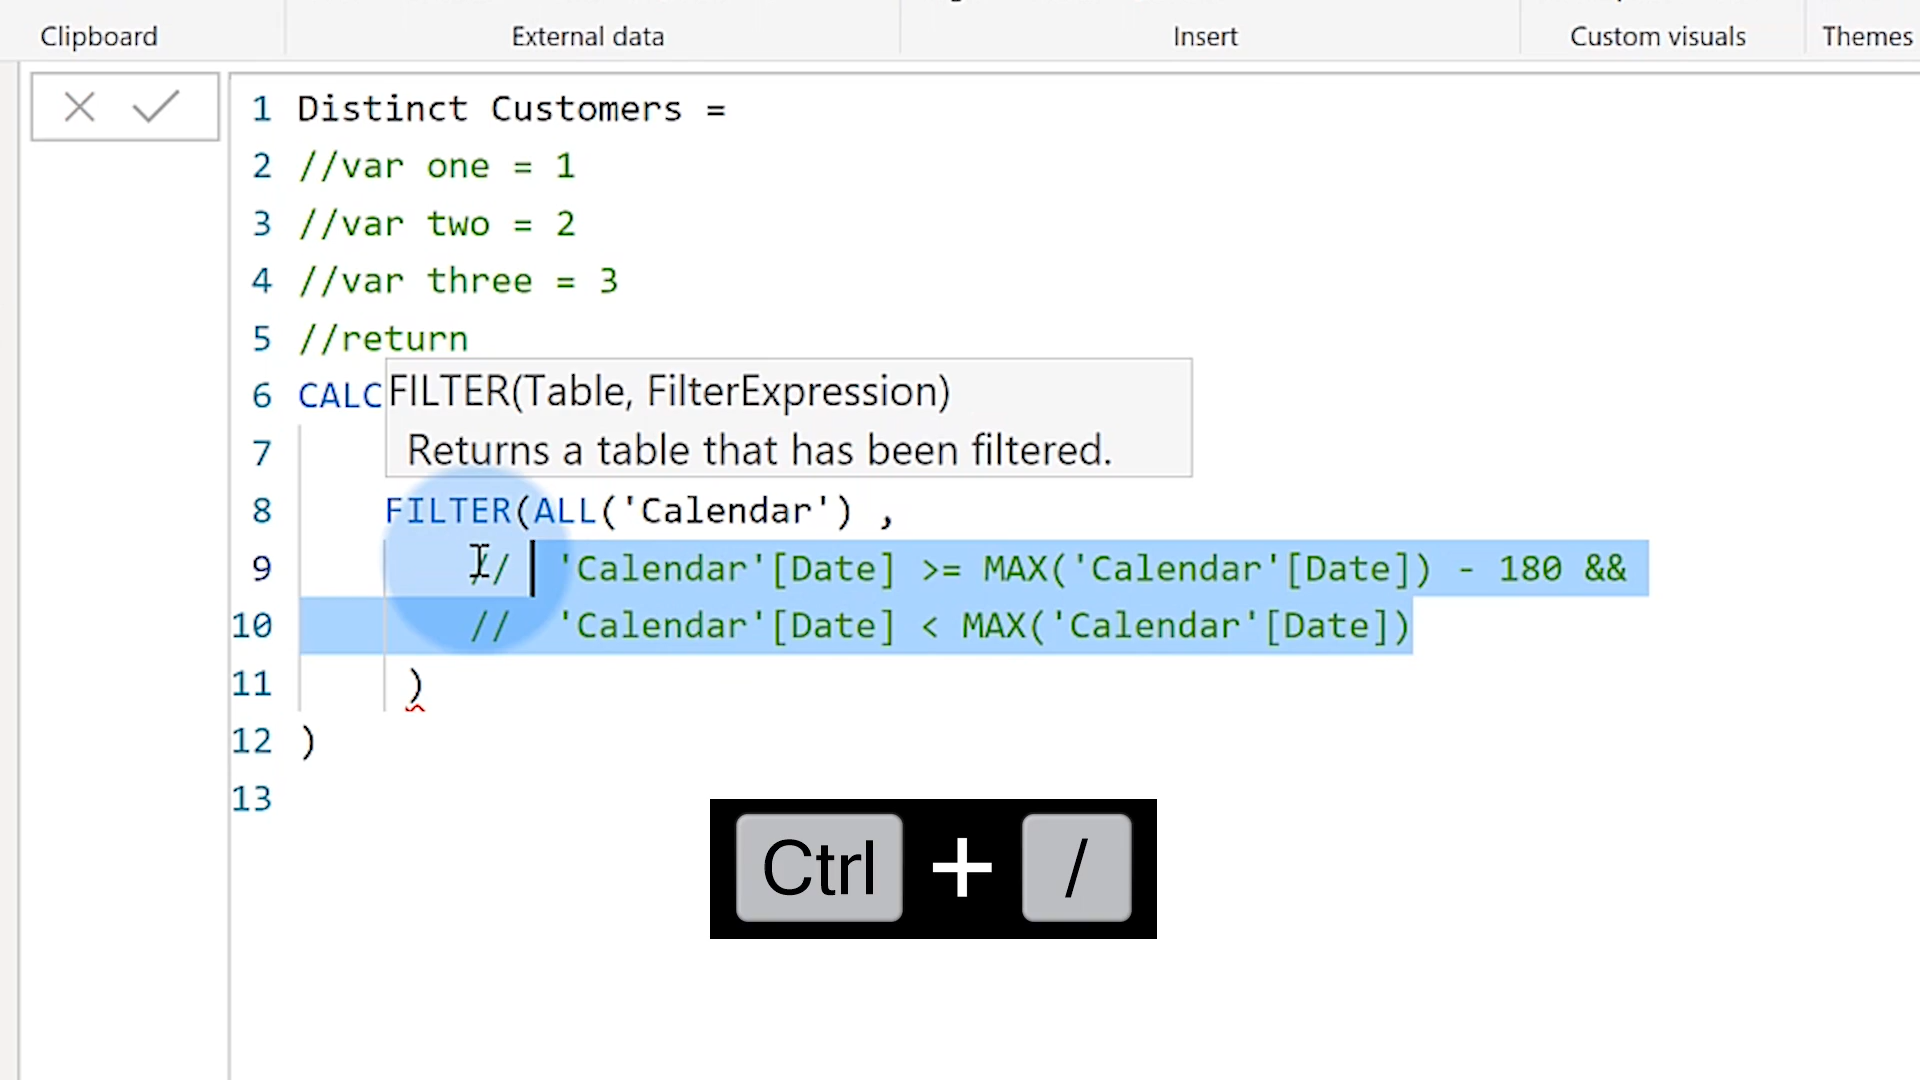 Clipboard
External data
Insert
Custom visuals
Themes
1 Distinct Customers =
2 //var one = 1
3 //var two = 2
4 //var three = 3
5 //return
6 CALC
FILTER(Table, FilterExpression)
Returns a table that has been filtered.
7
8 FILTER(ALL('Calendar') ,
9 // 'Calendar'[Date] >= MAX('Calendar'[Date]) - 180 &&
10 // 'Calendar'[Date] < MAX('Calendar'[Date])
11 )
12 )
13
Ctrl + /